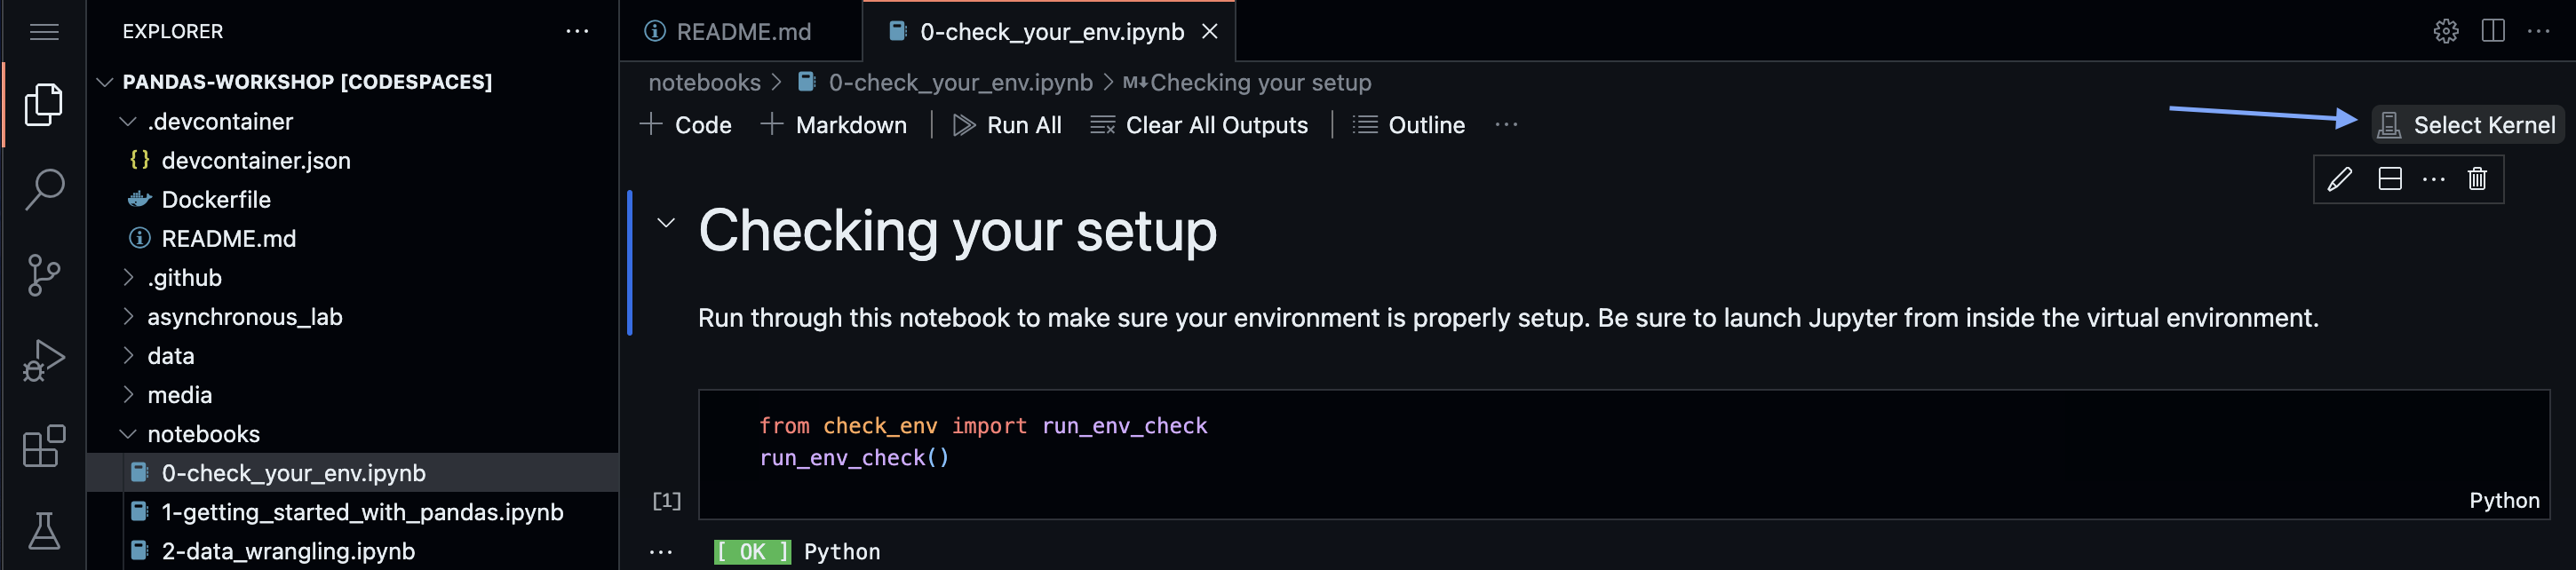 EXPLORER
···
PANDAS-WORKSHOP [CODESPACES]
.devcontainer
{} devcontainer.json
Dockerfile
README.md
.github
asynchronous_lab
data
media
notebooks
0-check_your_env.ipynb
1-getting_started_with_pandas.ipynb
2-data_wrangling.ipynb
README.md
0-check_your_env.ipynb
notebooks > 0-check_your_env.ipynb > M↓Checking your setup
+ Code + Markdown | Run All Clear All Outputs | Outline ···
Select Kernel
Checking your setup
Run through this notebook to make sure your environment is properly setup. Be sure to launch Jupyter from inside the virtual environment.
from check_env import run_env_check
run_env_check()
[1]
Python
··· [ OK ] Python